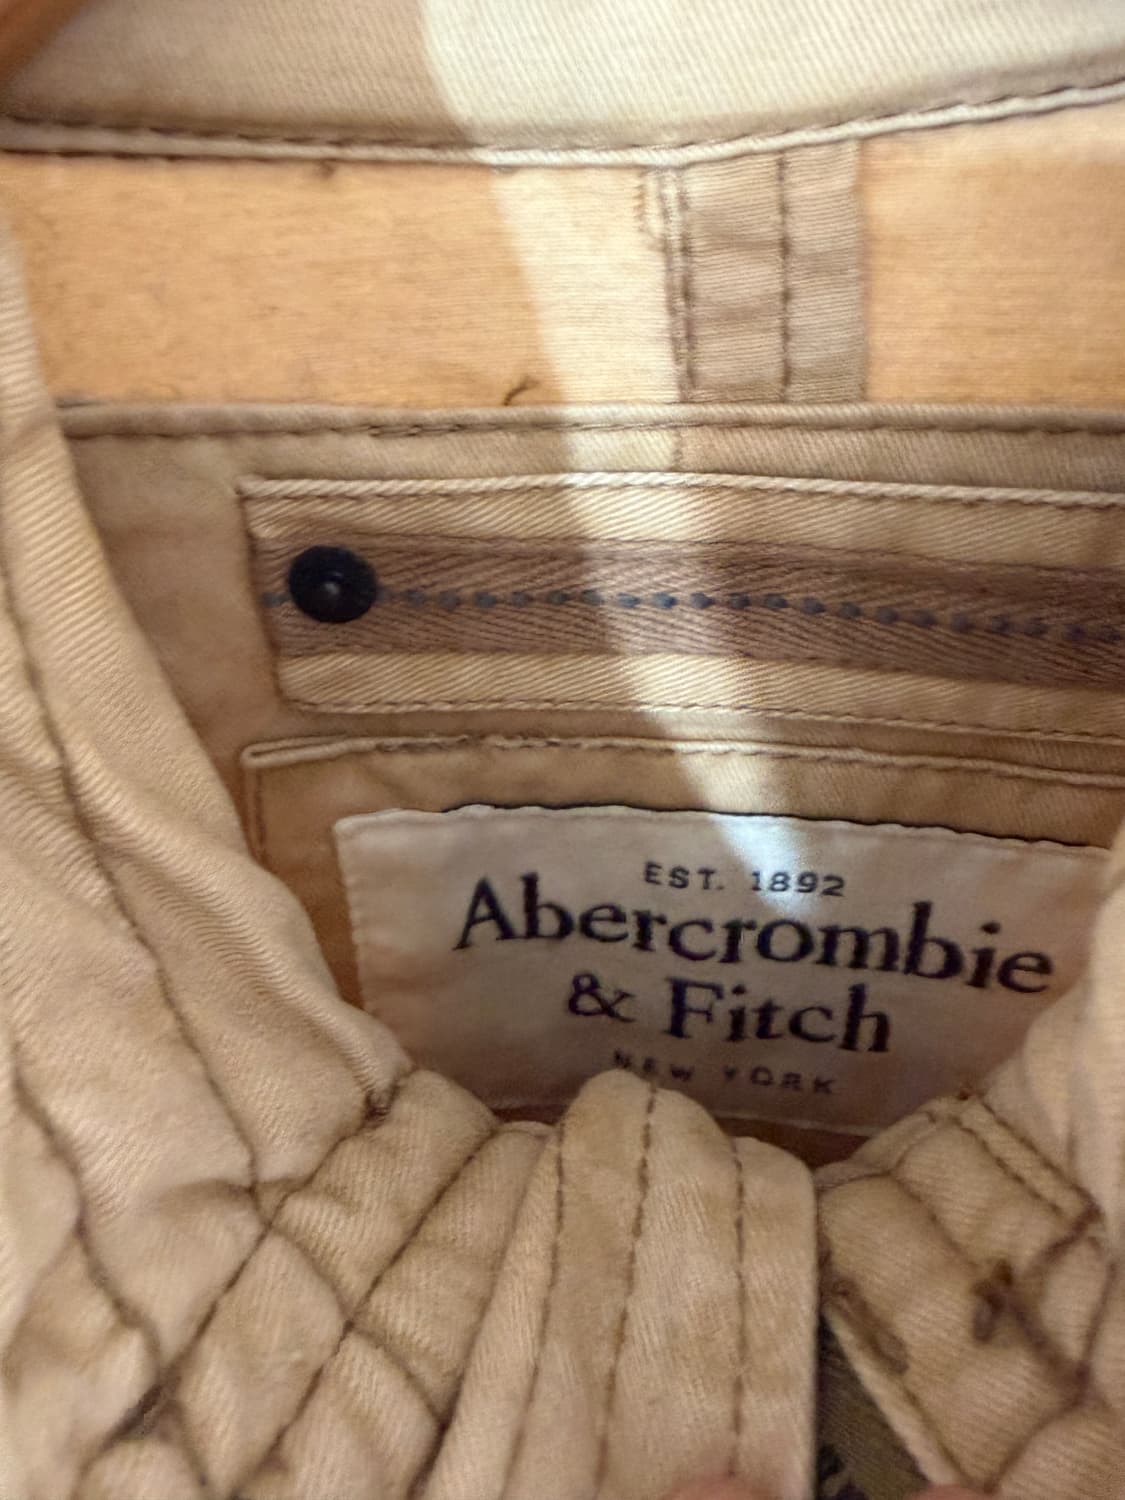 EST. 1892
Abercrombie
& Fitch
NEW YORK